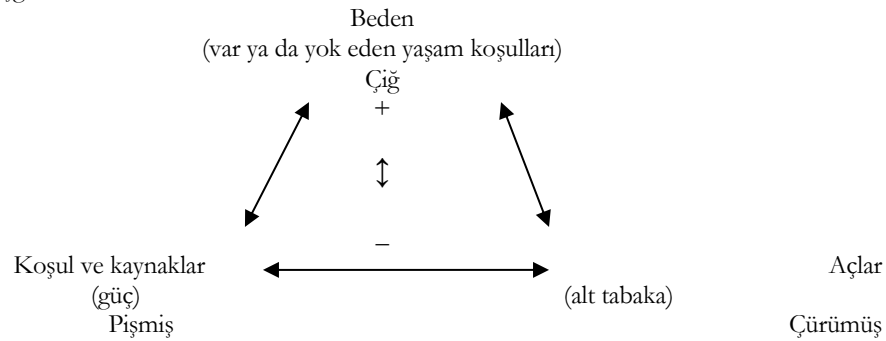 Beden
(var ya da yok eden yaşam koşulları)
Çiğ
+
↕
–
Koşul ve kaynaklar Açlar
(güç) (alt tabaka)
Pişmiş Çürümüş